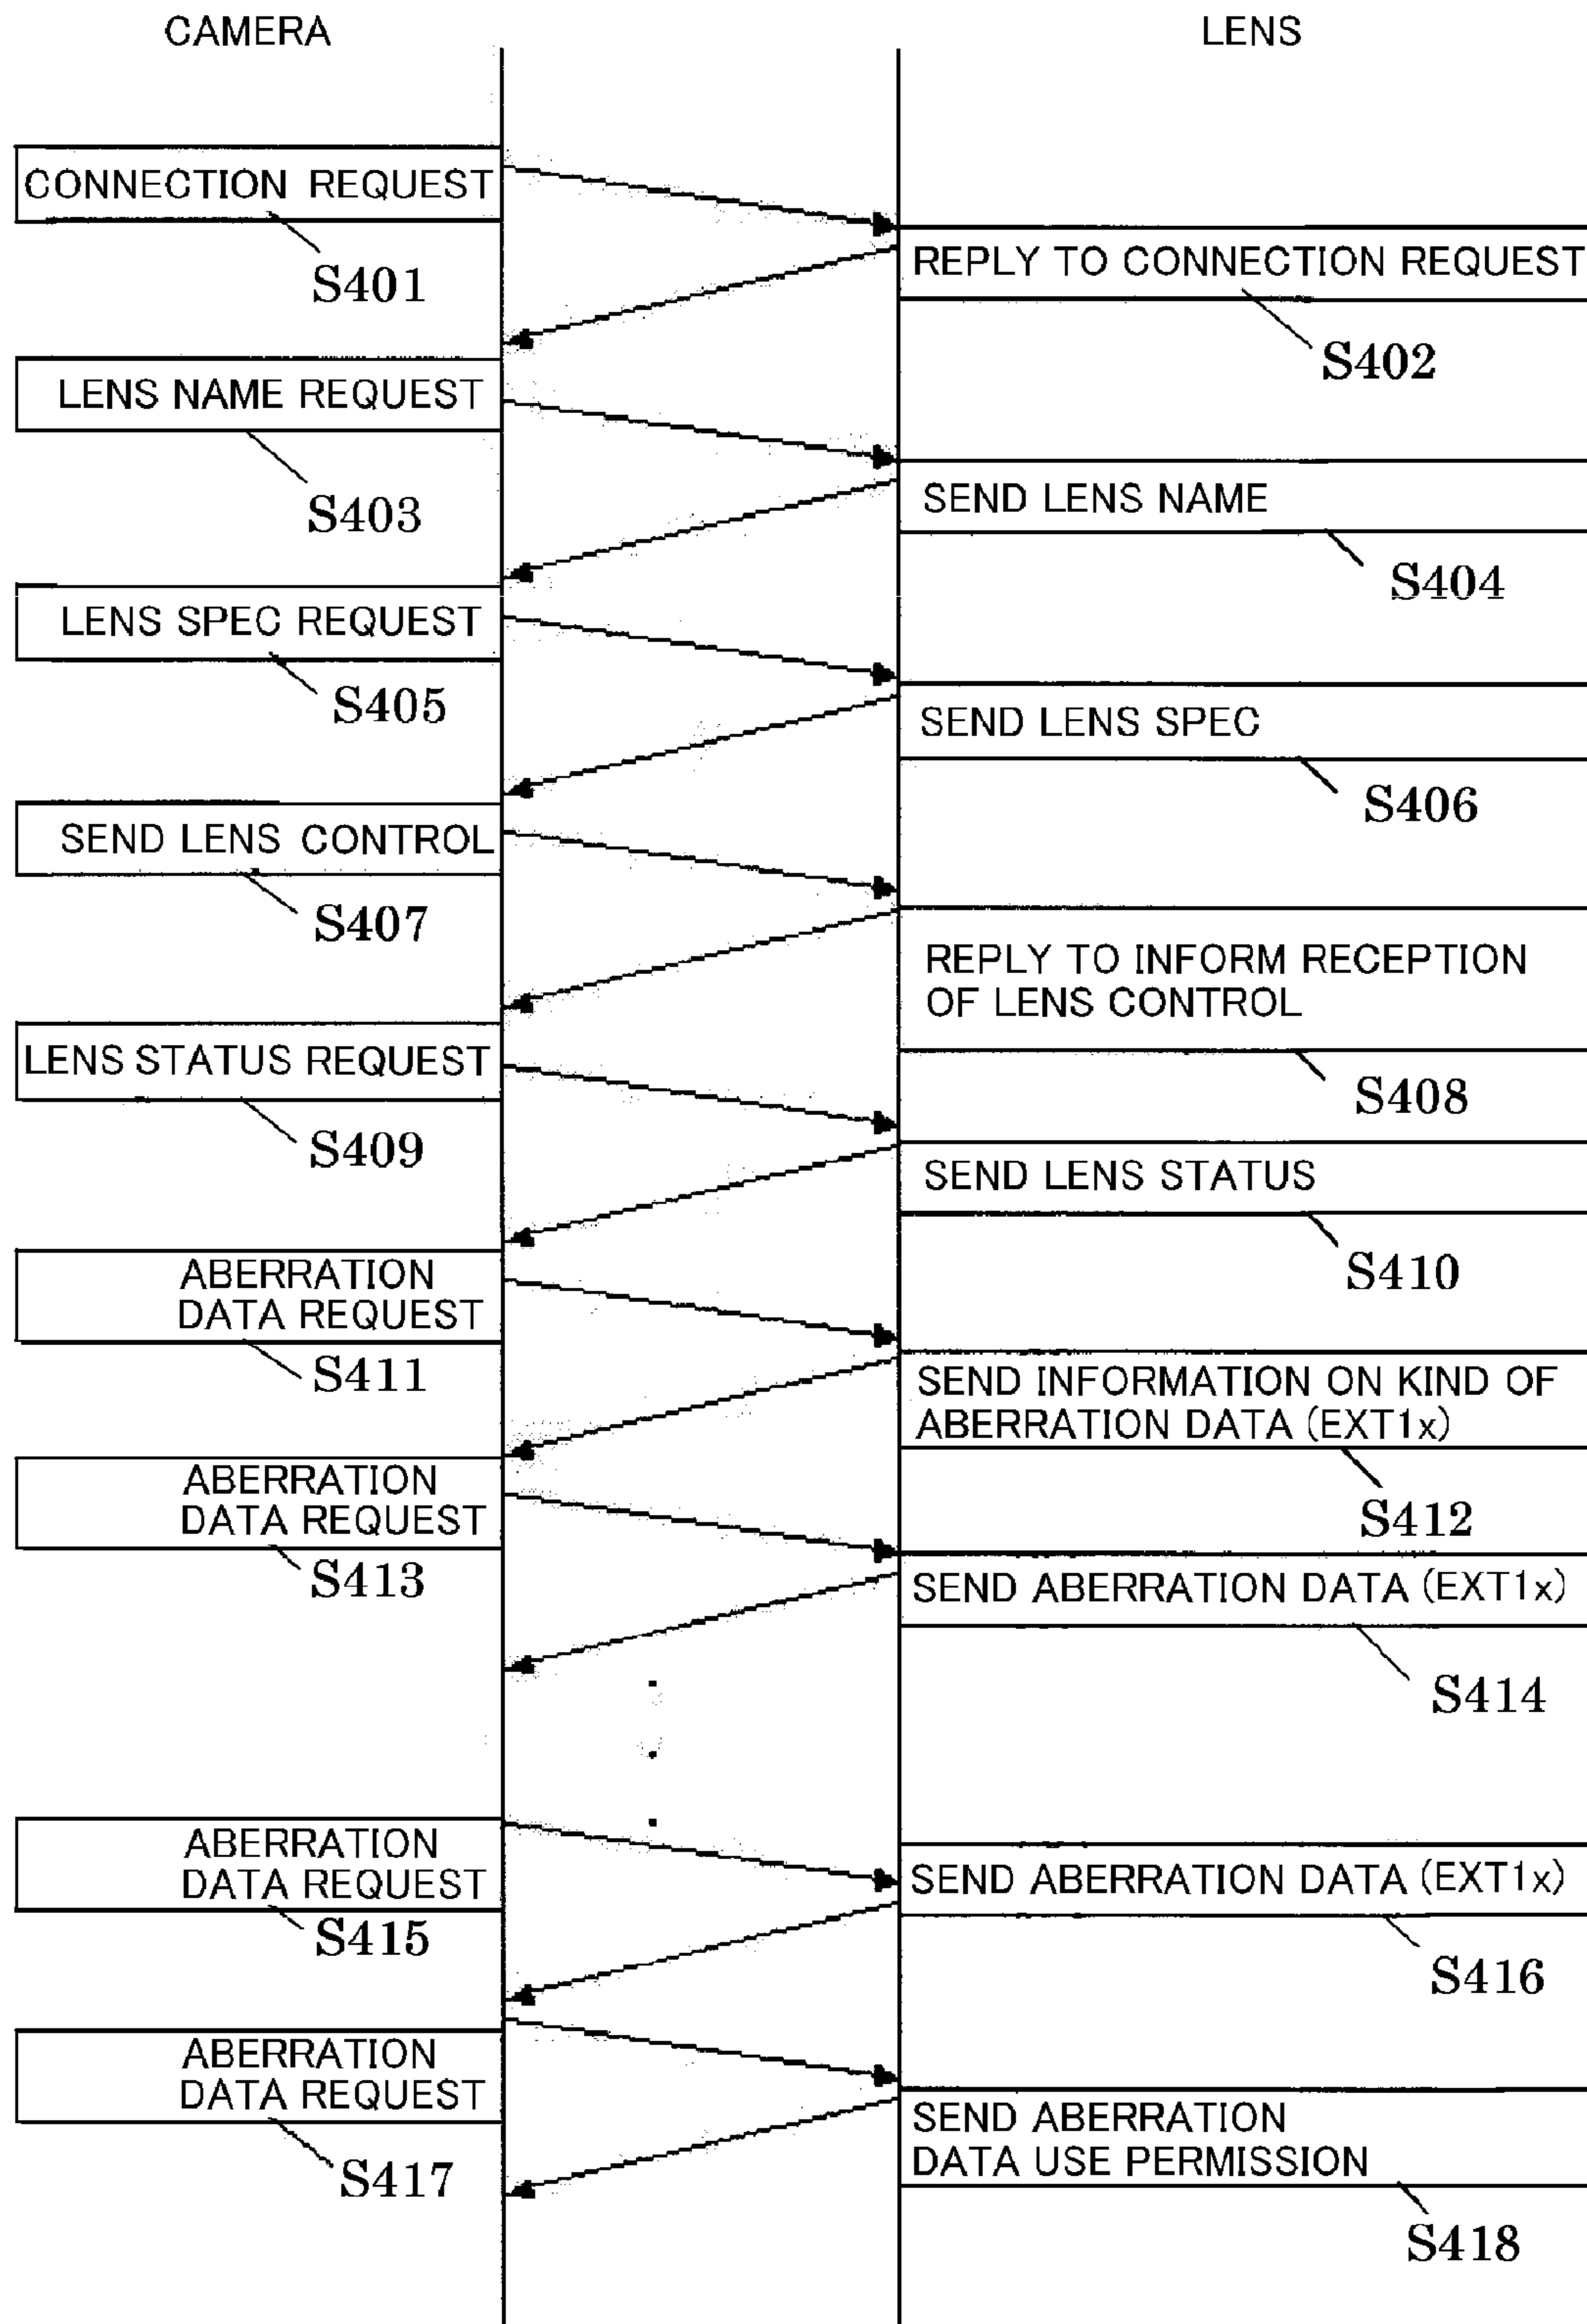 CAMERA
LENS
CONNECTION REQUEST
S401
REPLY TO CONNECTION REQUEST
S402
LENS NAME REQUEST
S403
SEND LENS NAME
S404
LENS SPEC REQUEST
S405
SEND LENS SPEC
S406
SEND LENS CONTROL
S407
REPLY TO INFORM RECEPTION
OF LENS CONTROL
S408
LENS STATUS REQUEST
S409
SEND LENS STATUS
S410
ABERRATION
DATA REQUEST
S411
SEND INFORMATION ON KIND OF
ABERRATION DATA (EXT1x)
S412
ABERRATION
DATA REQUEST
S413
SEND ABERRATION DATA (EXT1x)
S414
ABERRATION
DATA REQUEST
S415
SEND ABERRATION DATA (EXT1x)
S416
ABERRATION
DATA REQUEST
S417
SEND ABERRATION
DATA USE PERMISSION
S418